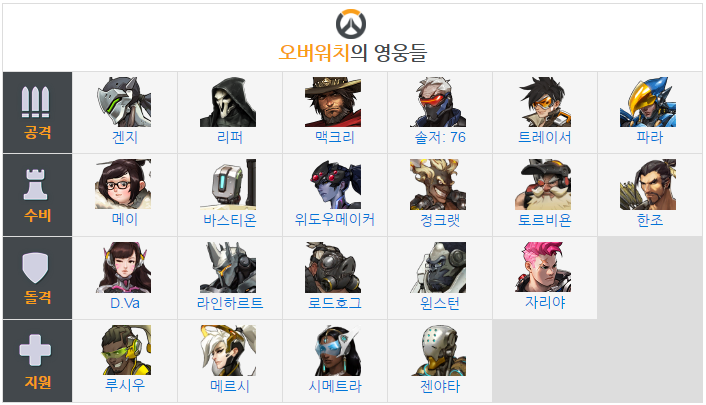 오버워치의 영웅들
공격
겐지 리퍼 맥크리 솔저: 76 트레이서 파라
수비
메이 바스티온 위도우메이커 정크랫 토르비욘 한조
돌격
D.Va 라인하르트 로드호그 윈스턴 자리야
지원
루시우 메르시 시메트라 젠야타